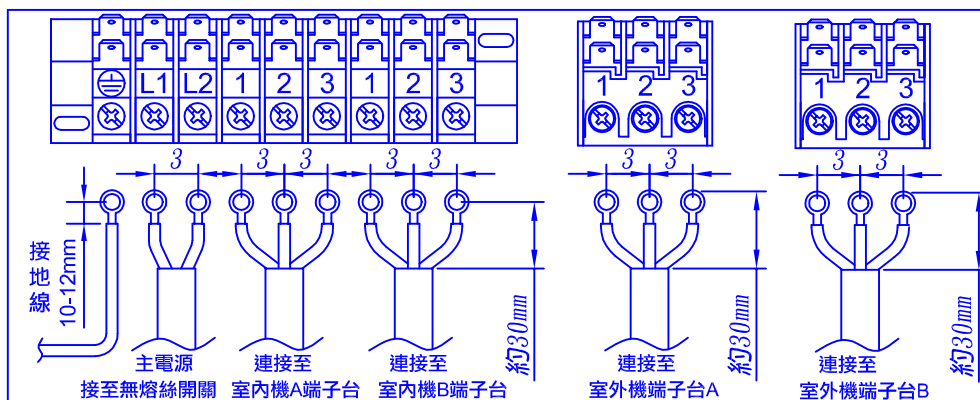 L1 L2 1 2 3 1 2 3
1 2 3
1 2 3
3 3 3 3 3
3 3
3 3
接地線
10-12mm
約30mm
約30mm
約30mm
主電源
接至無熔絲開關
連接至
室內機A端子台
連接至
室內機B端子台
連接至
室外機端子台A
連接至
室外機端子台B